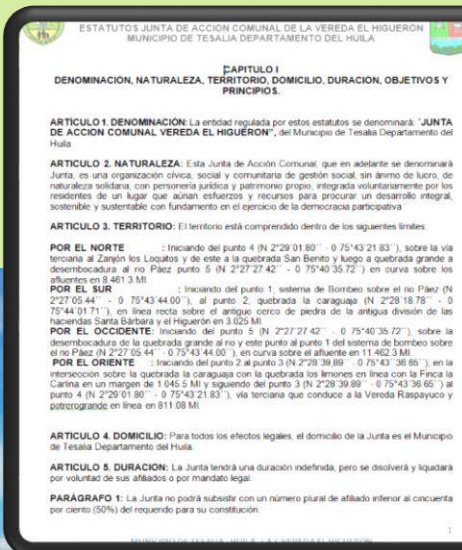 ESTATUTOS JUNTA DE ACCION COMUNAL DE LA VEREDA EL HIGUERON
MUNICIPIO DE TESALIA DEPARTAMENTO DEL HUILA
CAPITULO I
DENOMINACION, NATURALEZA, TERRITORIO, DOMICILIO, DURACION, OBJETIVOS Y
PRINCIPIOS.
ARTÍCULO 1. DENOMINACIÓN: La entidad regulada por estos estatutos se denominará: "JUNTA
DE ACCION COMUNAL VEREDA EL HIGUERON", del Municipio de Tesalia Departamento del
Huila
ARTICULO 2. NATURALEZA: Esta Junta de Acción Comunal, que en adelante se denominará
Junta, es una organización cívica, social y comunitaria de gestión social, sin ánimo de lucro, de
naturaleza solidaria, con personería jurídica y patrimonio propio, integrada voluntariamente por los
residentes de un lugar que aúnan esfuerzos y recursos para procurar un desarrollo integral,
sostenible y sustentable con fundamento en el ejercicio de la democracia participativa
ARTICULO 3. TERRITORIO: El territorio está comprendido dentro de los siguientes límites:
POR EL NORTE : Iniciando del punto 4 (N 2°29´01.80´´ - 0 75°43´21.83´´), sobre la vía
terciana al Zanjón los Loquitos y de este a la quebrada San Benito y luego a quebrada grande a
desembocadura al rio Páez punto 5 (N 2°27´27.42´´ - 0 75°40´35.72´´) en curva sobre los
afluentes en 8.461.3 Ml
POR EL SUR : Iniciando del punto 1, sistema de Bombeo sobre el rio Páez (N
2°27´05.44´´ - 0 75°43´44.00´´), al punto 2, quebrada la caraguaja (N 2°28´18.78´´ - 0
75°44´01.71´´), en línea recta sobre el antiguo cerco de piedra de la antigua división de las
haciendas Santa Bárbara y el Higuerón en 3.025 Ml
POR EL OCCIDENTE: Iniciando del punto 5 (N 2°27´27.42´´ - 0 75°40´35.72´´), sobre la
desembocadura de la quebrada grande al rio y este punto al punto 1 del sistema de bombeo sobre
el rio Páez (N 2°27´05.44´´ - 0 75°43´44.00´´), en curva sobre el afluente en 11.462.3 Ml
POR EL ORIENTE : Iniciando del punto 2 al punto 3 (N 2°28´39.89´´ - 0 75°43´ 36.65´´), en la
intersección sobre la quebrada la caraguaja con la quebrada los limones en línea con la Finca la
Carlina en un margen de 1.045.5 Ml y siguiendo del punto 3 (N 2°28´39.89´´ - 0 75°43´36.65´´) al
punto 4 (N 2°29´01.80´´ - 0 75°43´21.83´´), vía terciana que conduce a la Vereda Raspayuco y
potrerogrande en línea en 811.08 Ml
ARTICULO 4. DOMICILIO: Para todos los efectos legales, el domicilio de la Junta es el Municipio
de Tesalia Departamento del Huila.
ARTICULO 5. DURACIÓN: La Junta tendrá una duración indefinida, pero se disolverá y liquidará
por voluntad de sus afiliados o por mandato legal.
PARÁGRAFO 1: La Junta no podrá subsistir con un número plural de afiliado inferior al cincuenta
por ciento (50%) del requerido para su constitución.
1